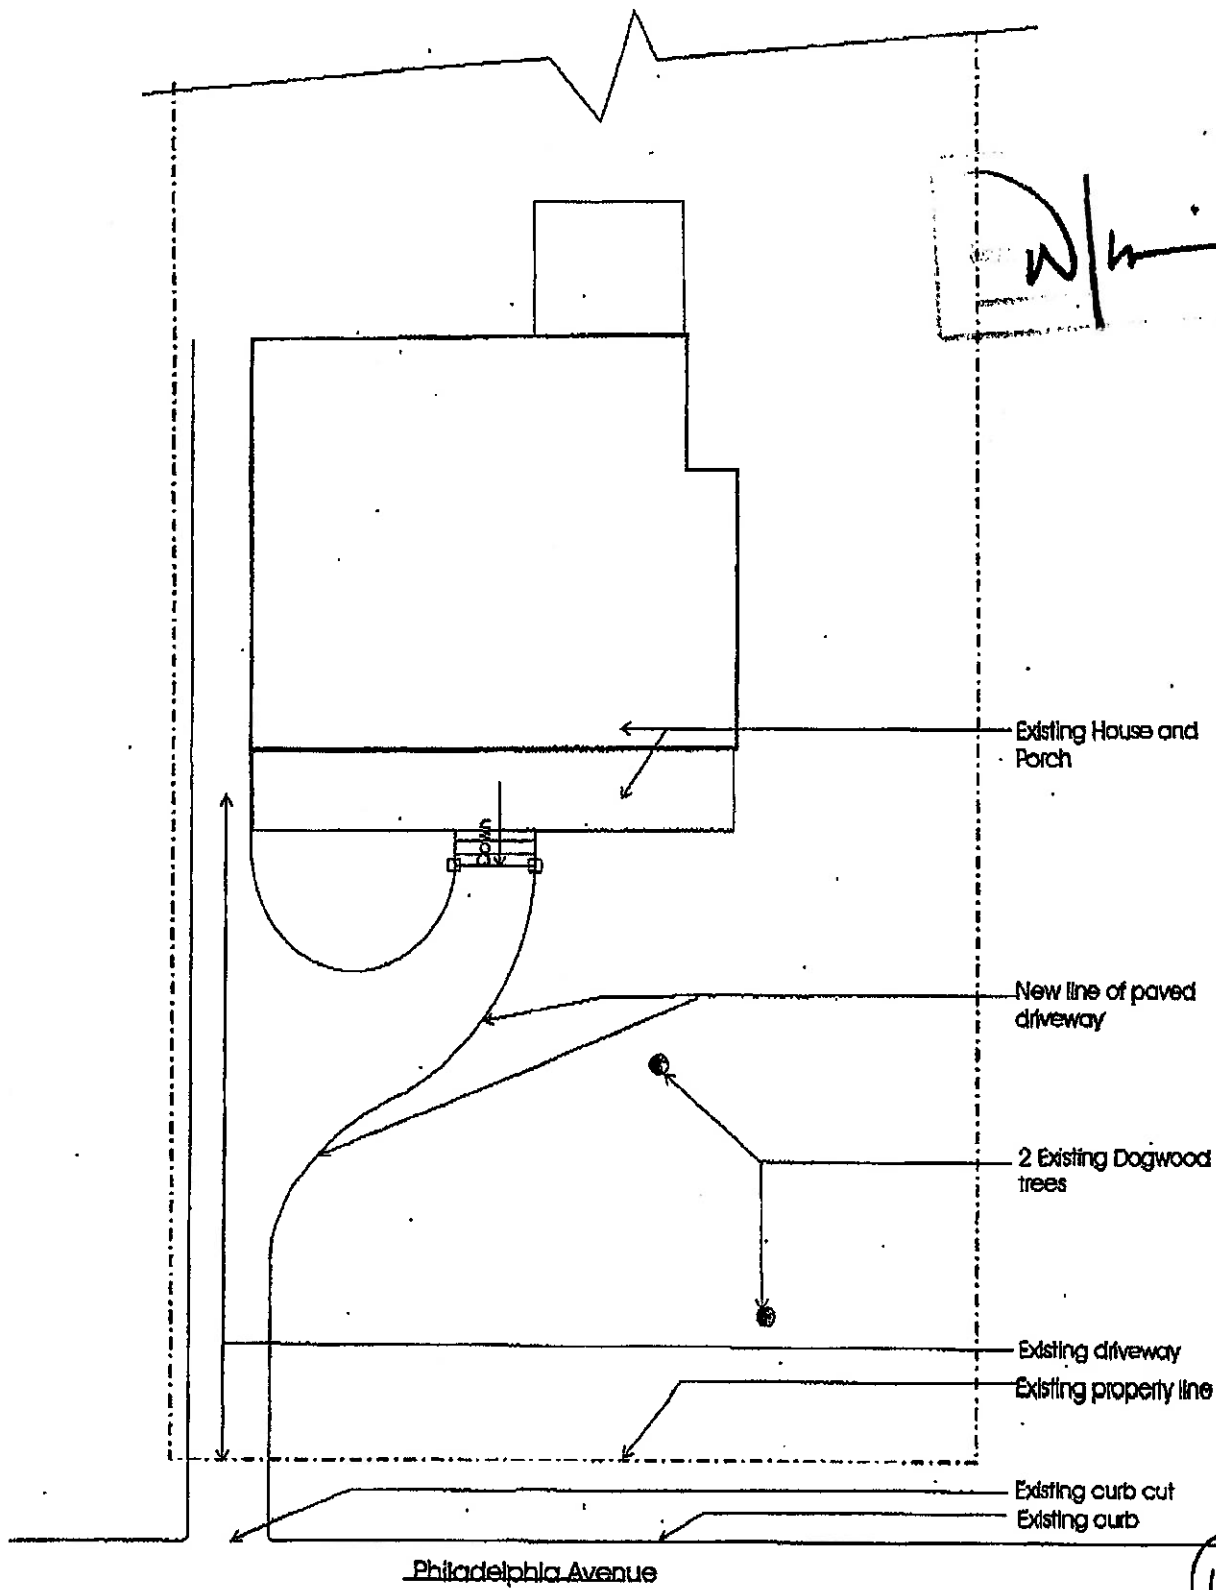 Existing House and
Porch
Down
New line of paved
driveway
2 Existing Dogwood
trees
Existing driveway
Existing property line
Existing curb cut
Existing curb
Philadelphia Avenue